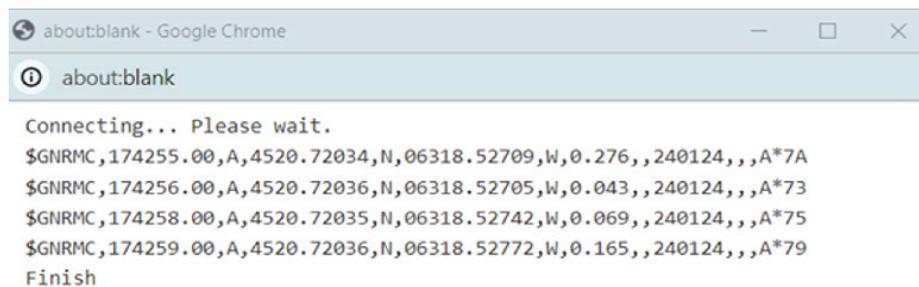 about:blank - Google Chrome
about:blank
Connecting... Please wait.
$GNRMC,174255.00,A,4520.72034,N,06318.52709,W,0.276,,240124,,,A*7A
$GNRMC,174256.00,A,4520.72036,N,06318.52705,W,0.043,,240124,,,A*73
$GNRMC,174258.00,A,4520.72035,N,06318.52742,W,0.069,,240124,,,A*75
$GNRMC,174259.00,A,4520.72036,N,06318.52772,W,0.165,,240124,,,A*79
Finish